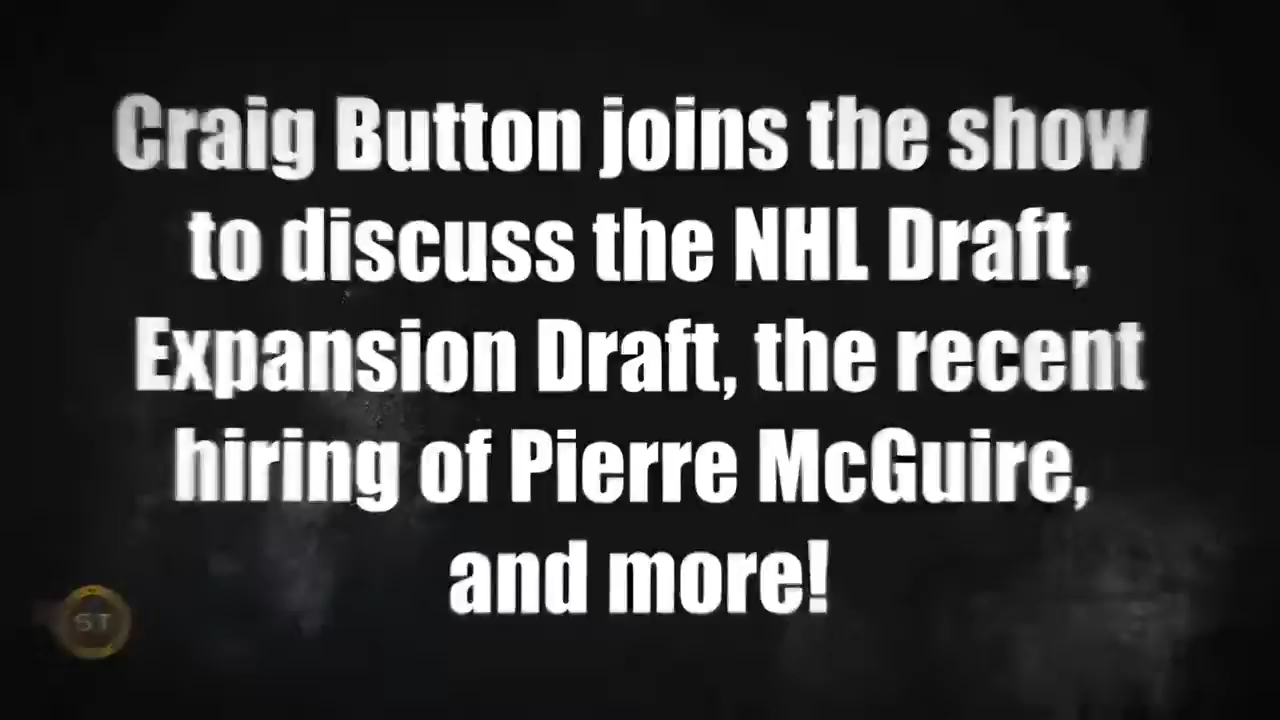 Craig Button joins the show
to discuss the NHL Draft,
Expansion Draft, the recent
hiring of Pierre McGuire,
and more!
ST